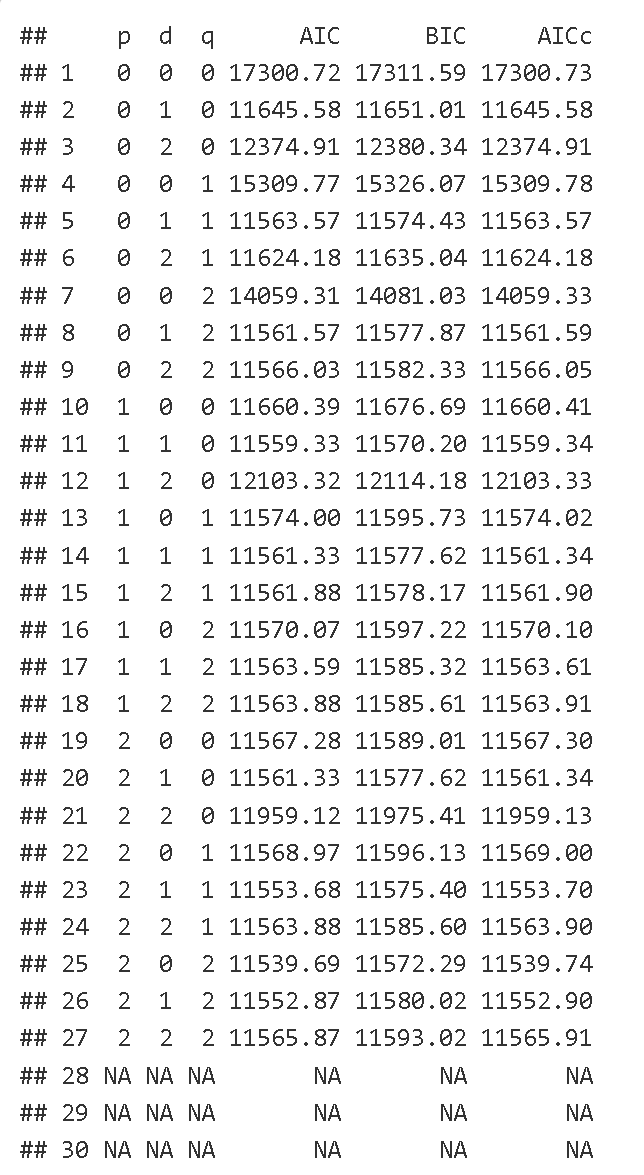 ##     p  d  q      AIC      BIC     AICc
## 1   0  0  0 17300.72 17311.59 17300.73
## 2   0  1  0 11645.58 11651.01 11645.58
## 3   0  2  0 12374.91 12380.34 12374.91
## 4   0  0  1 15309.77 15326.07 15309.78
## 5   0  1  1 11563.57 11574.43 11563.57
## 6   0  2  1 11624.18 11635.04 11624.18
## 7   0  0  2 14059.31 14081.03 14059.33
## 8   0  1  2 11561.57 11577.87 11561.59
## 9   0  2  2 11566.03 11582.33 11566.05
## 10  1  0  0 11660.39 11676.69 11660.41
## 11  1  1  0 11559.33 11570.20 11559.34
## 12  1  2  0 12103.32 12114.18 12103.33
## 13  1  0  1 11574.00 11595.73 11574.02
## 14  1  1  1 11561.33 11577.62 11561.34
## 15  1  2  1 11561.88 11578.17 11561.90
## 16  1  0  2 11570.07 11597.22 11570.10
## 17  1  1  2 11563.59 11585.32 11563.61
## 18  1  2  2 11563.88 11585.61 11563.91
## 19  2  0  0 11567.28 11589.01 11567.30
## 20  2  1  0 11561.33 11577.62 11561.34
## 21  2  2  0 11959.12 11975.41 11959.13
## 22  2  0  1 11568.97 11596.13 11569.00
## 23  2  1  1 11553.68 11575.40 11553.70
## 24  2  2  1 11563.88 11585.60 11563.90
## 25  2  0  2 11539.69 11572.29 11539.74
## 26  2  1  2 11552.87 11580.02 11552.90
## 27  2  2  2 11565.87 11593.02 11565.91
## 28 NA NA NA       NA       NA       NA
## 29 NA NA NA       NA       NA       NA
## 30 NA NA NA       NA       NA       NA